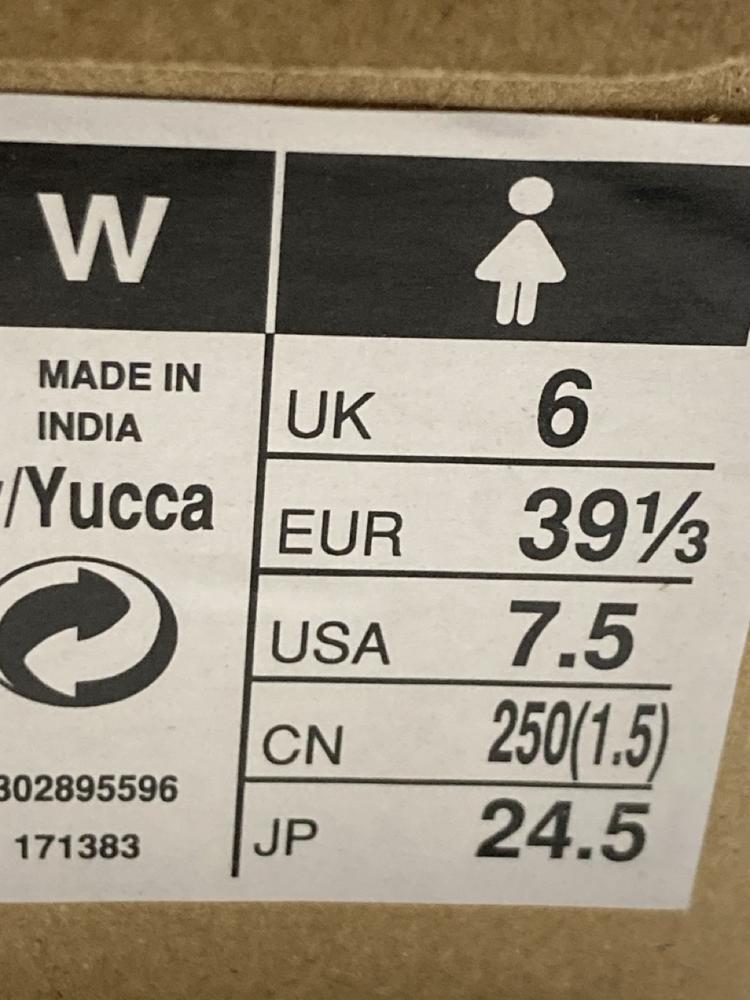 W
MADE IN
INDIA
/Yucca
302895596
171383
UK 6
EUR 39⅓
USA 7.5
CN 250(1.5)
JP 24.5